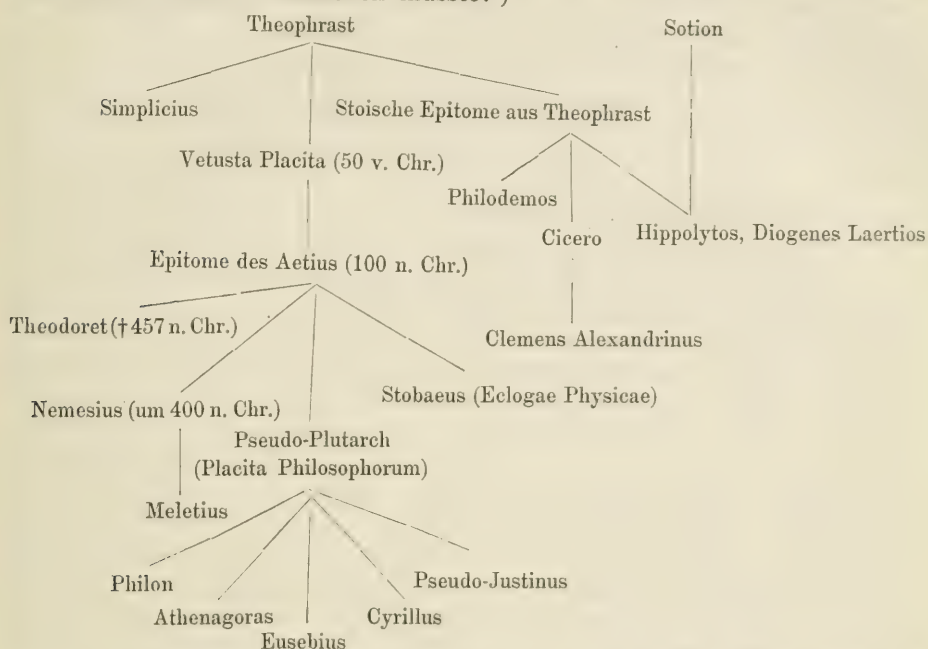 Theophrast
Sotion
Simplicius
Stoische Epitome aus Theophrast
Vetusta Placita (50 v. Chr.)
Philodemos
Cicero
Hippolytos, Diogenes Laertios
Epitome des Aetius (100 n. Chr.)
Theodoret († 457 n. Chr.)
Clemens Alexandrinus
Stobaeus (Eclogae Physicae)
Nemesius (um 400 n. Chr.)
Pseudo-Plutarch
(Placita Philosophorum)
Meletius
Philon
Pseudo-Justinus
Athenagoras
Cyrillus
Eusebius